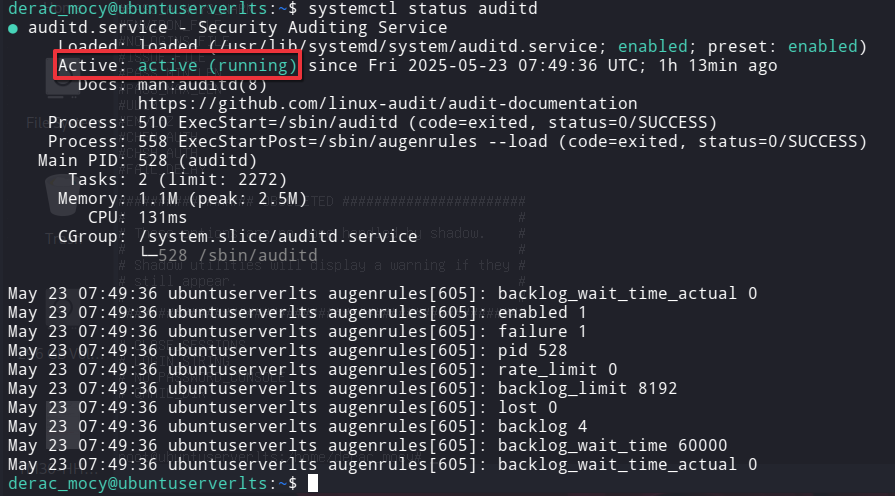 derac_mocy@ubuntuserverlts:~$ systemctl status auditd
● auditd.service - Security Auditing Service
Loaded: loaded (/usr/lib/systemd/system/auditd.service; enabled; preset: enabled)
Active: active (running) since Fri 2025-05-23 07:49:36 UTC; 1h 13min ago
Docs: man:auditd(8)
https://github.com/linux-audit/audit-documentation
Process: 510 ExecStart=/sbin/auditd (code=exited, status=0/SUCCESS)
Process: 558 ExecStartPost=/sbin/augenrules --load (code=exited, status=0/SUCCESS)
Main PID: 528 (auditd)
Tasks: 2 (limit: 2272)
Memory: 1.1M (peak: 2.5M)
CPU: 131ms
CGroup: /system.slice/auditd.service
└─528 /sbin/auditd
# Shadow utilities will display a warning if they #
# still appear.
May 23 07:49:36 ubuntuserverlts augenrules[605]: backlog_wait_time_actual 0
May 23 07:49:36 ubuntuserverlts augenrules[605]: enabled 1
May 23 07:49:36 ubuntuserverlts augenrules[605]: failure 1
May 23 07:49:36 ubuntuserverlts augenrules[605]: pid 528
May 23 07:49:36 ubuntuserverlts augenrules[605]: rate_limit 0
May 23 07:49:36 ubuntuserverlts augenrules[605]: backlog_limit 8192
May 23 07:49:36 ubuntuserverlts augenrules[605]: lost 0
May 23 07:49:36 ubuntuserverlts augenrules[605]: backlog 4
May 23 07:49:36 ubuntuserverlts augenrules[605]: backlog_wait_time 60000
May 23 07:49:36 ubuntuserverlts augenrules[605]: backlog_wait_time_actual 0
derac_mocy@ubuntuserverlts:~$